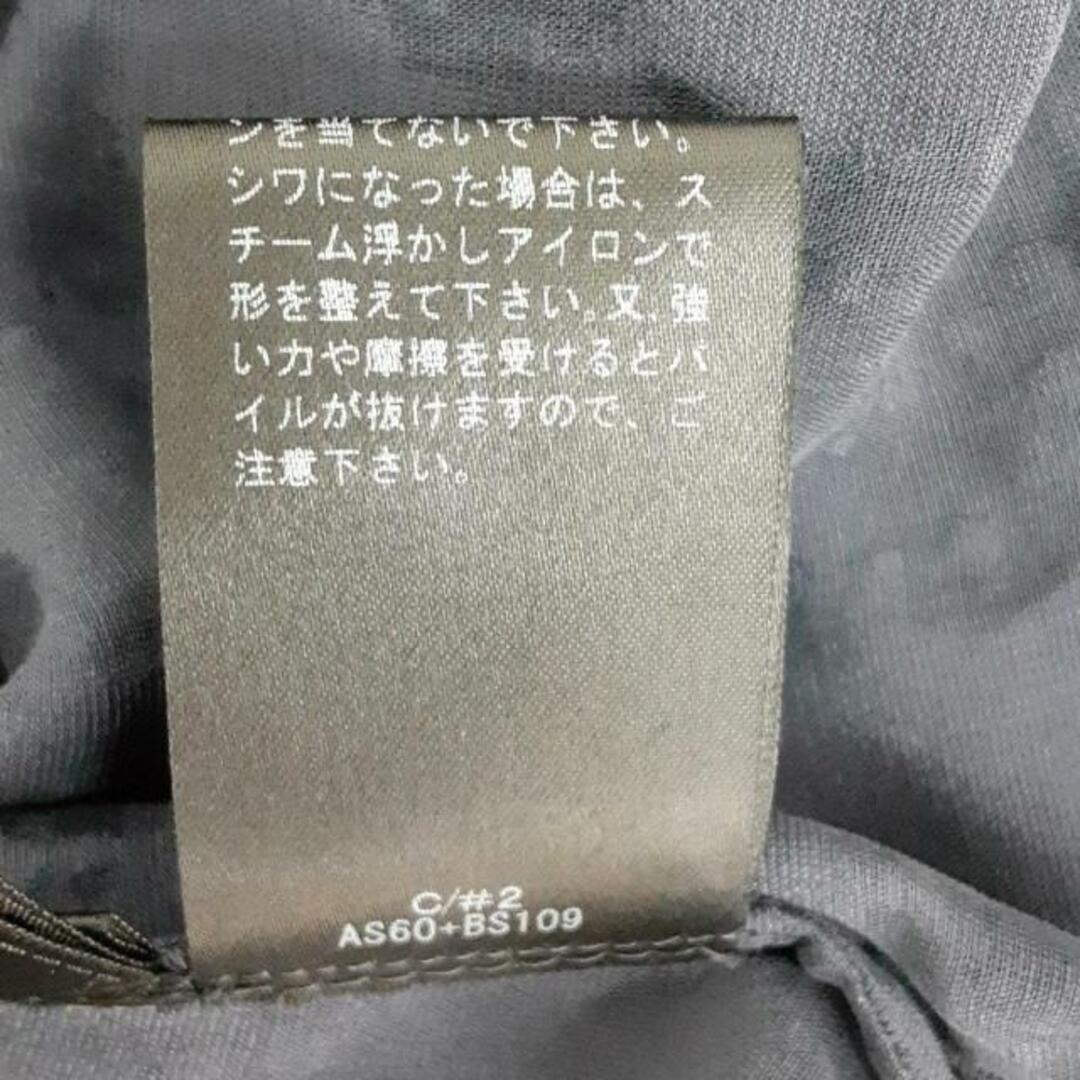 ンを当てないで下さい。
シワになった場合は、ス
チーム浮かしアイロンで
形を整えて下さい。又、強
い力や摩擦を受けるとパ
イルが抜けますので、ご
注意下さい。
C/#2
AS60+BS109